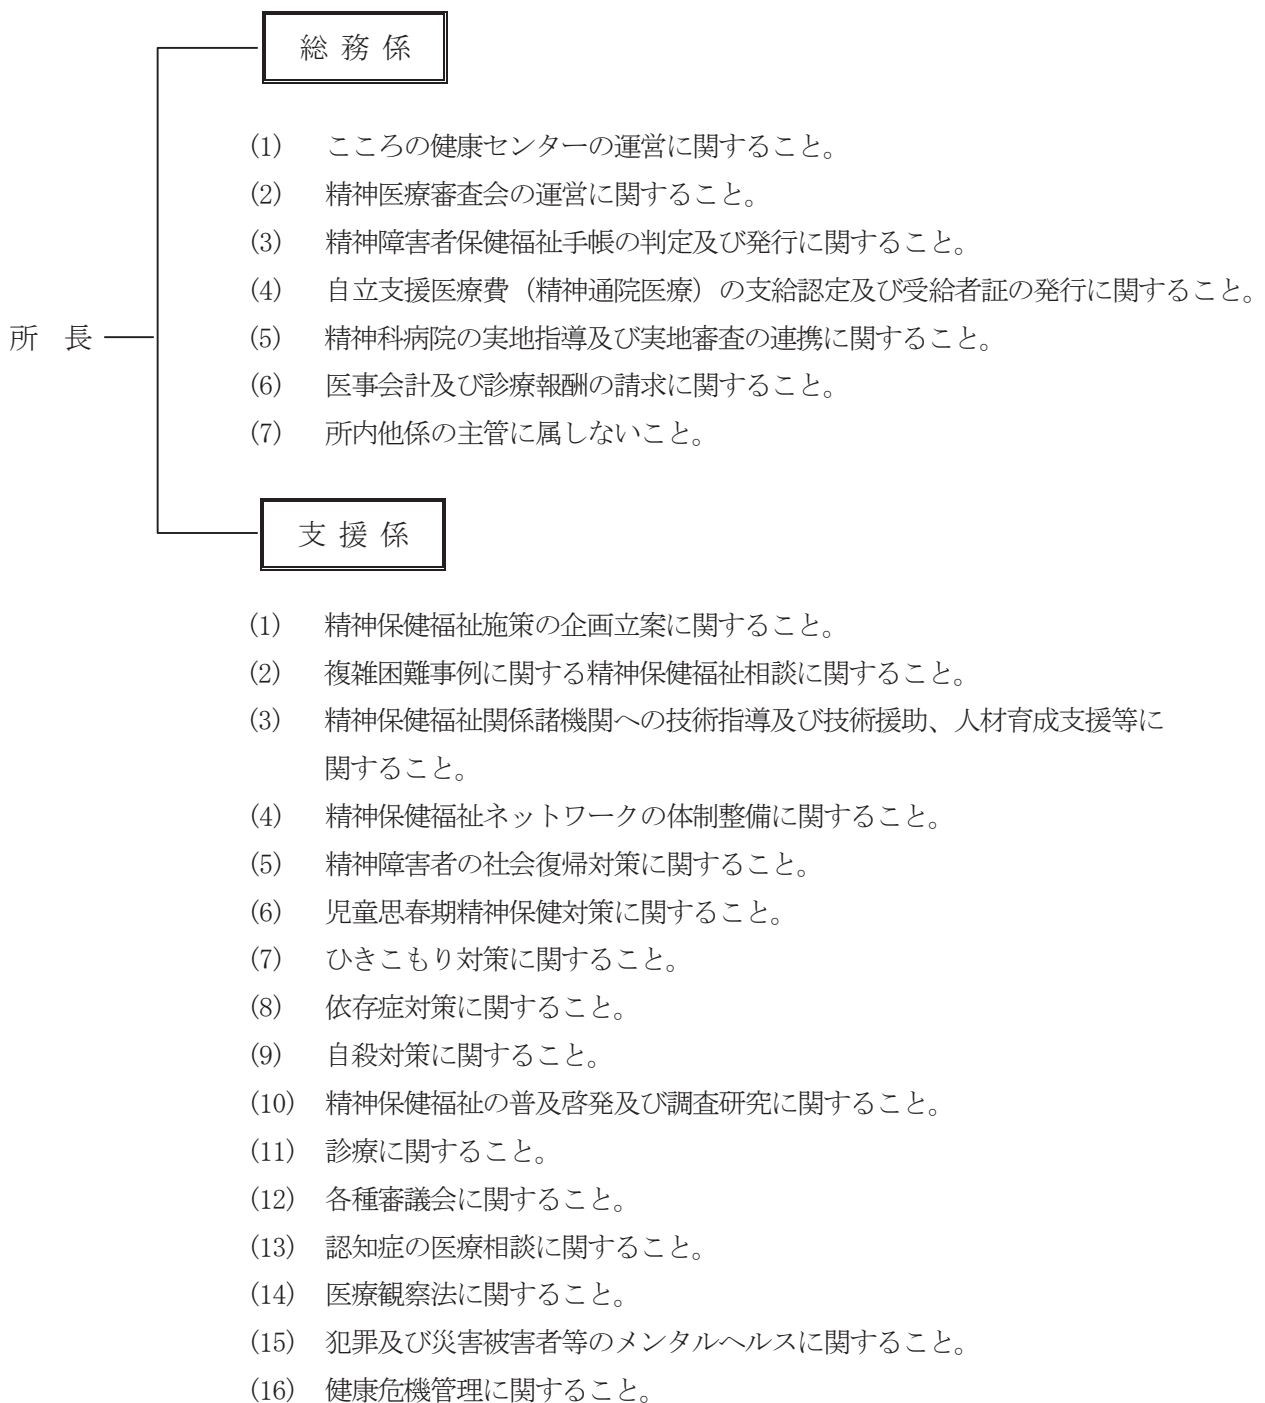 総務係
(1) こころの健康センターの運営に関すること。
(2) 精神医療審査会の運営に関すること。
(3) 精神障害者保健福祉手帳の判定及び発行に関すること。
(4) 自立支援医療費（精神通院医療）の支給認定及び受給者証の発行に関すること。
所長
(5) 精神科病院の実地指導及び実地審査の連携に関すること。
(6) 医事会計及び診療報酬の請求に関すること。
(7) 所内他係の主管に属しないこと。
支援係
(1) 精神保健福祉施策の企画立案に関すること。
(2) 複雑困難事例に関する精神保健福祉相談に関すること。
(3) 精神保健福祉関係諸機関への技術指導及び技術援助、人材育成支援等に
関すること。
(4) 精神保健福祉ネットワークの体制整備に関すること。
(5) 精神障害者の社会復帰対策に関すること。
(6) 児童思春期精神保健対策に関すること。
(7) ひきこもり対策に関すること。
(8) 依存症対策に関すること。
(9) 自殺対策に関すること。
(10) 精神保健福祉の普及啓発及び調査研究に関すること。
(11) 診療に関すること。
(12) 各種審議会に関すること。
(13) 認知症の医療相談に関すること。
(14) 医療観察法に関すること。
(15) 犯罪及び災害被害者等のメンタルヘルスに関すること。
(16) 健康危機管理に関すること。